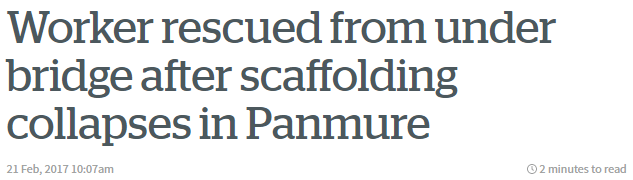 Worker rescued from under
bridge after scaffolding
collapses in Panmure
21 Feb, 2017 10:07am
2 minutes to read